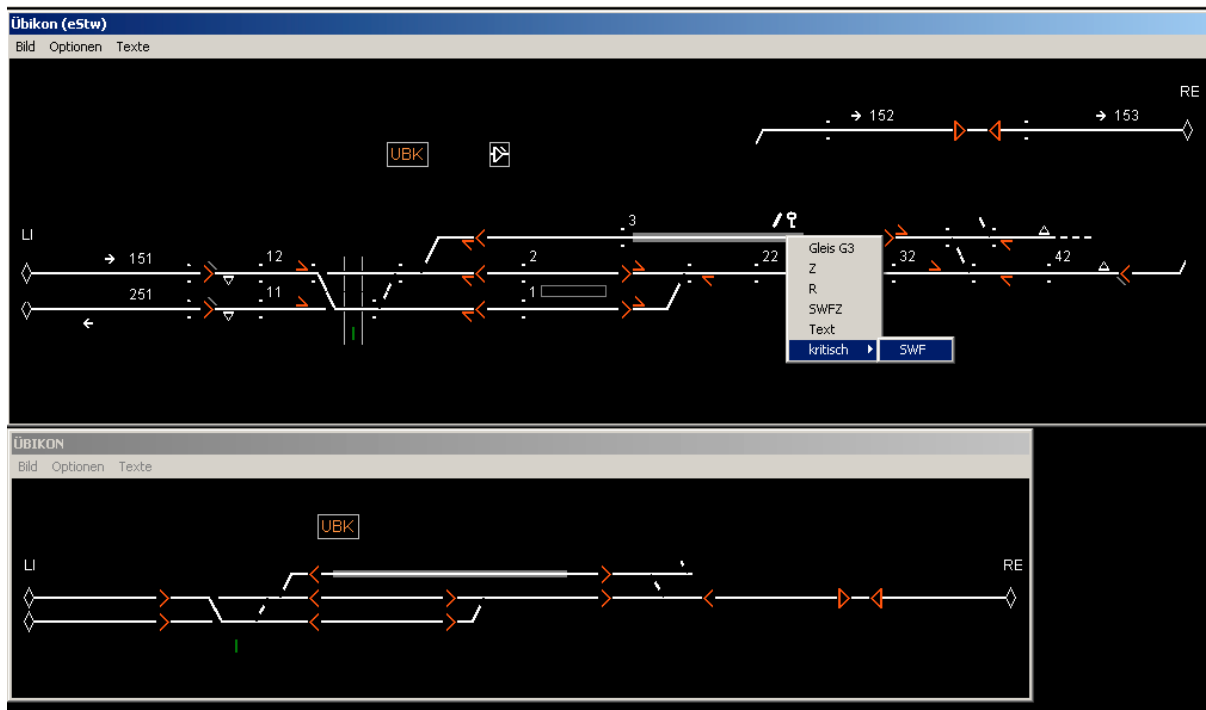 Übikon (eStw)
Bild Optionen Texte
RE
→ 152 → 153
UBK
3
LI
→ 151 12 2 22 32 42
251 11 1
←
Gleis G3
Z
R
SWFZ
Text
kritisch SWF
ÜBIKON
Bild Optionen Texte
UBK
LI RE